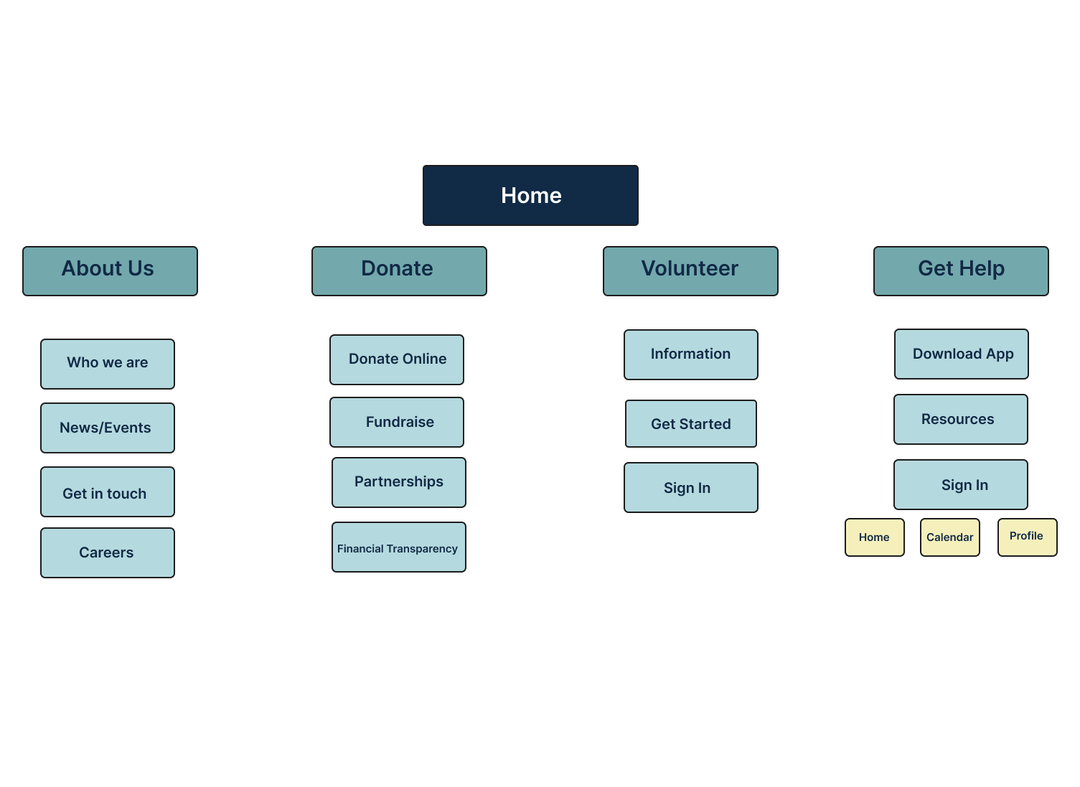 Home
About Us
Donate
Volunteer
Get Help
Who we are
News/Events
Get in touch
Careers
Donate Online
Fundraise
Partnerships
Financial Transparency
Information
Get Started
Sign In
Download App
Resources
Sign In
Home
Calendar
Profile